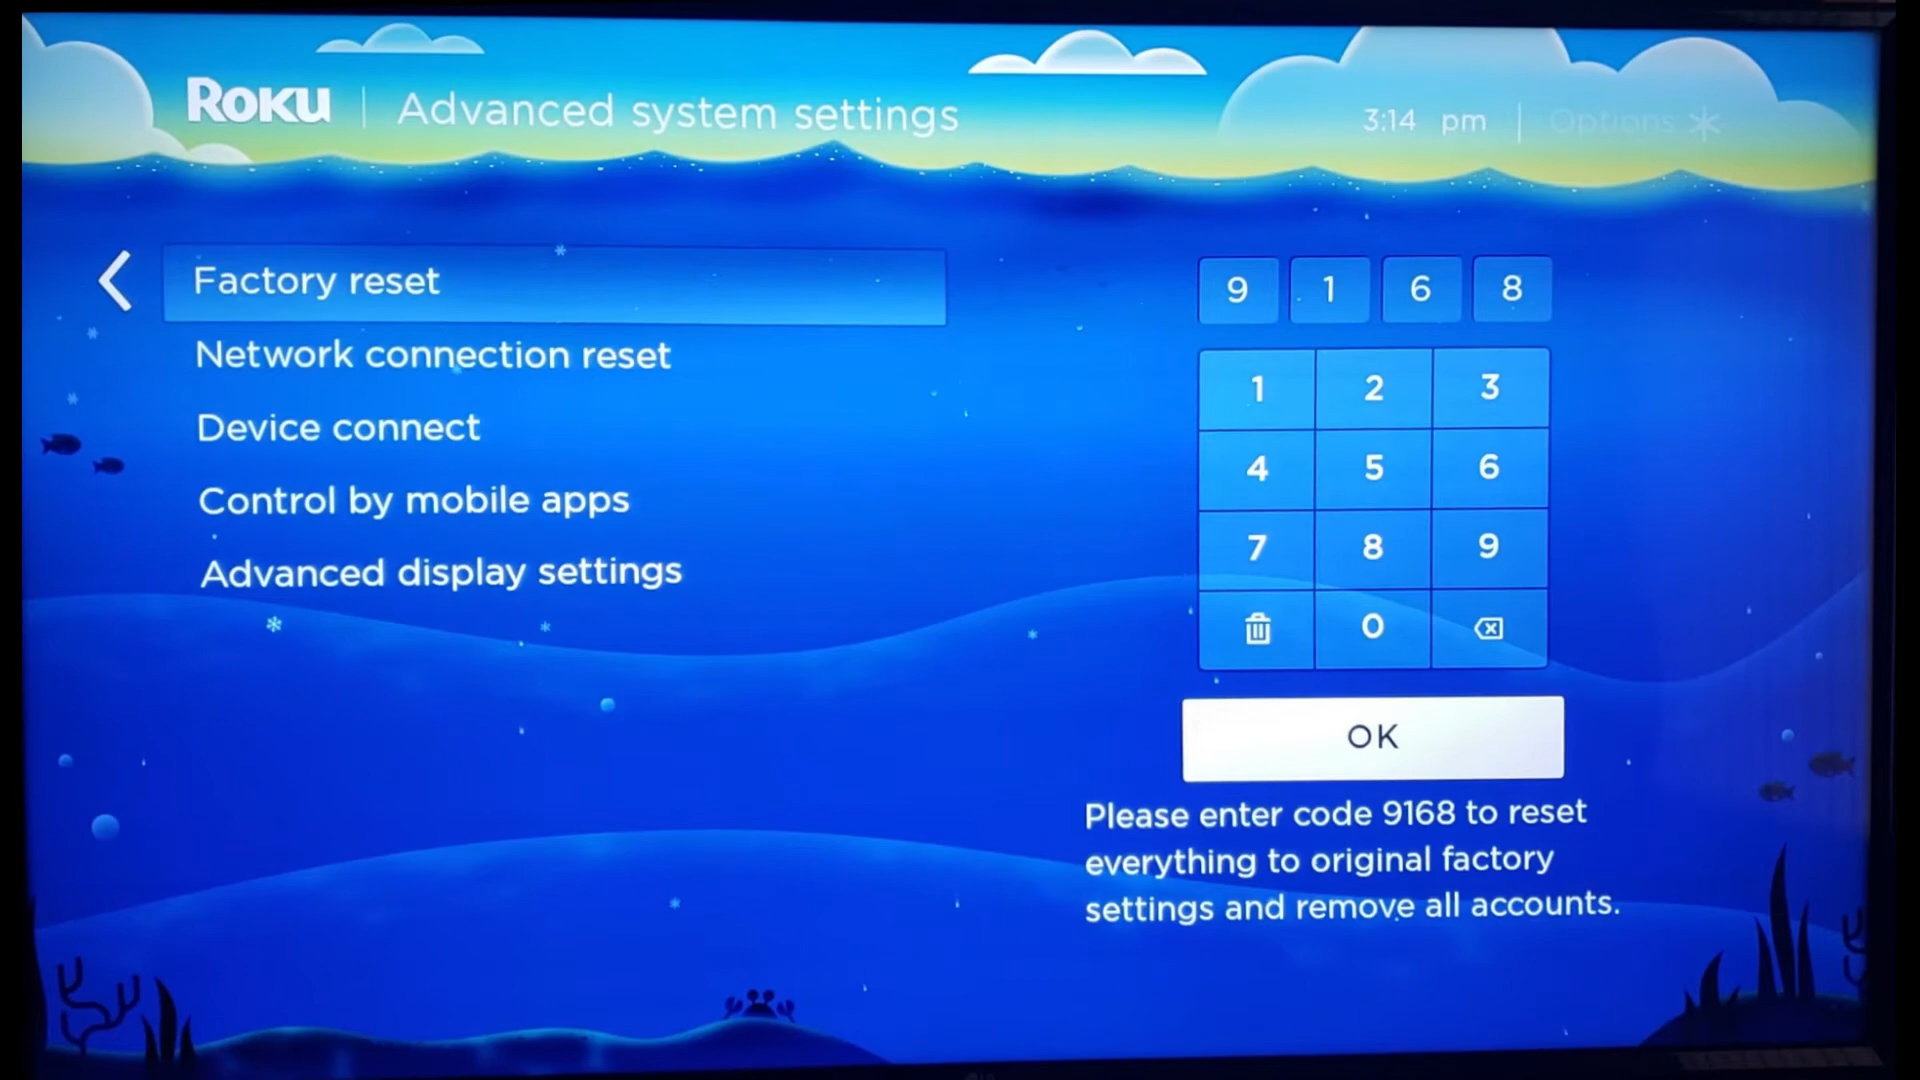 Roku | Advanced system settings
3:14 pm | Options
Factory reset
Network connection reset
Device connect
Control by mobile apps
Advanced display settings
9 1 6 8
1 2 3
4 5 6
7 8 9
0
OK
Please enter code 9168 to reset
everything to original factory
settings and remove all accounts.